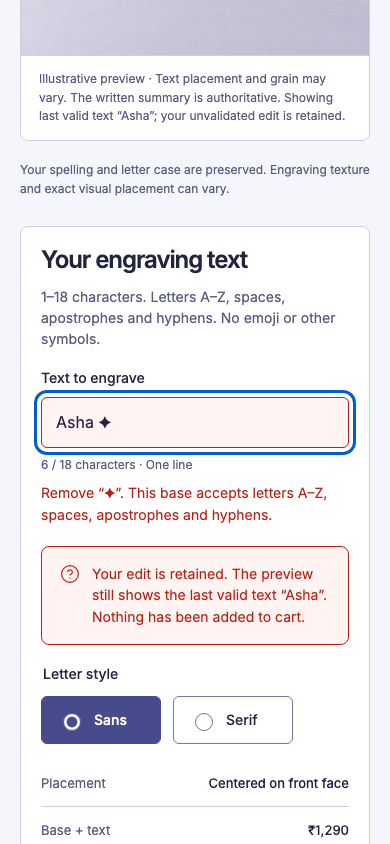 Illustrative preview · Text placement and grain may
vary. The written summary is authoritative. Showing
last valid text “Asha”; your unvalidated edit is retained.
Your spelling and letter case are preserved. Engraving texture
and exact visual placement can vary.
Your engraving text
1–18 characters. Letters A–Z, spaces,
apostrophes and hyphens. No emoji or other
symbols.
Text to engrave
Asha ✦
6 / 18 characters · One line
Remove “✦”. This base accepts letters A–Z,
spaces, apostrophes and hyphens.
Your edit is retained. The preview
still shows the last valid text “Asha”.
Nothing has been added to cart.
Letter style
Sans Serif
Placement Centered on front face
Base + text ₹1,290